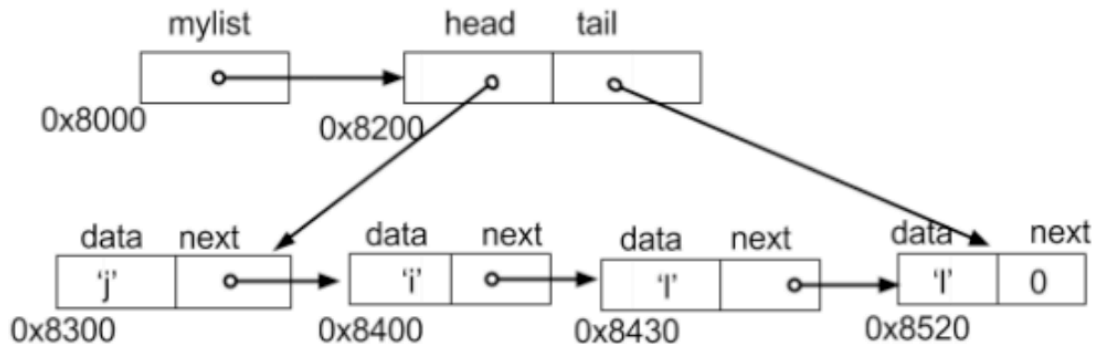 mylist head tail
0x8000 0x8200
data next data next data next data next
'j' 'i' 'l' 'l' 0
0x8300 0x8400 0x8430 0x8520